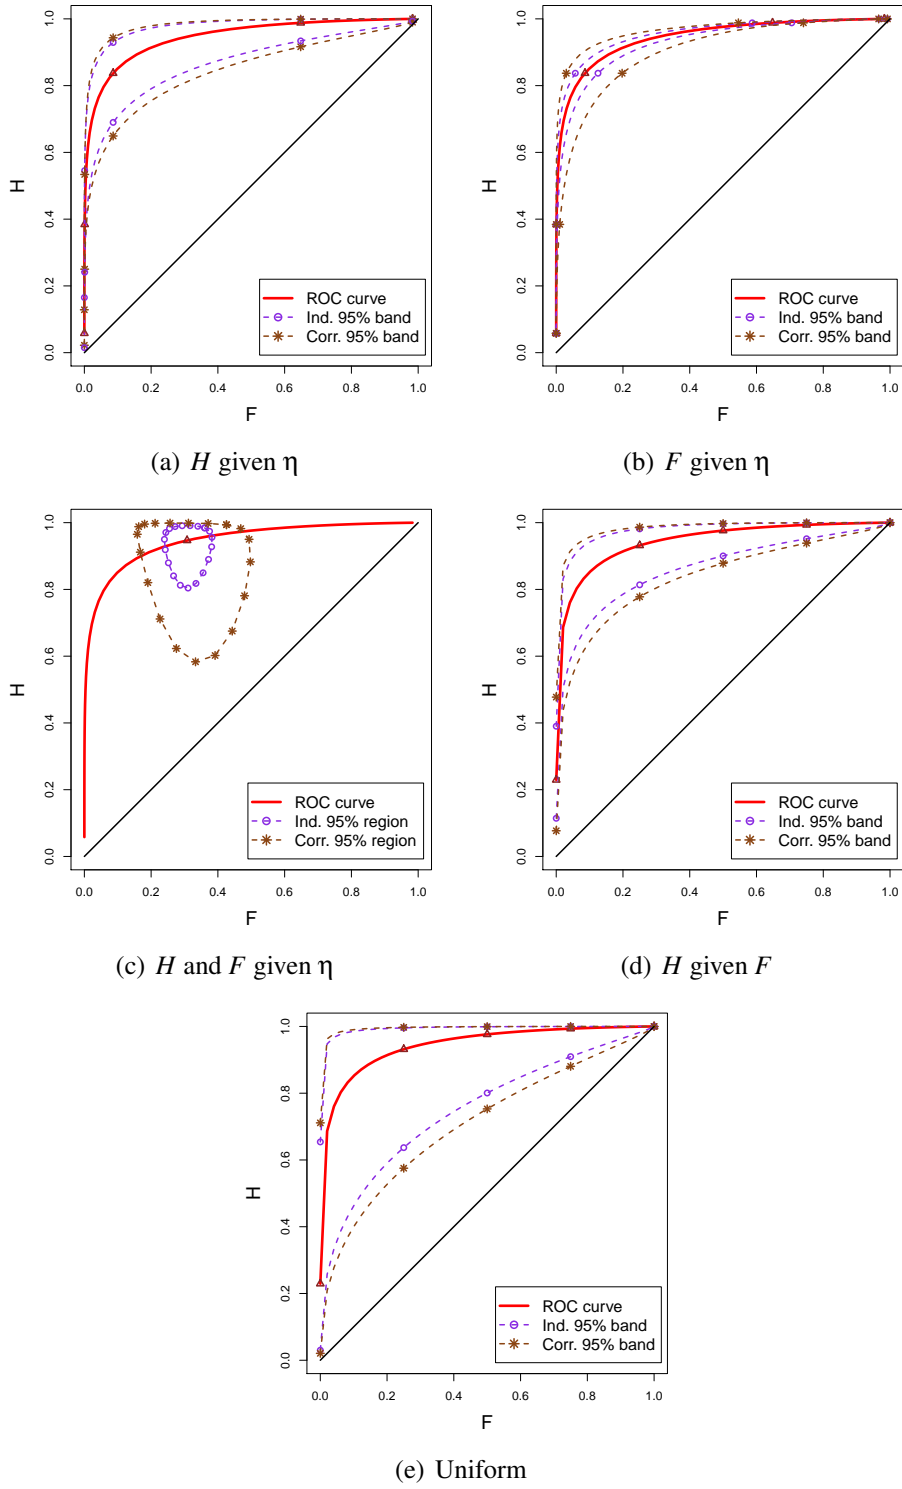 1.0
0.8
0.6
0.4
0.2
0.0
H
ROC curve
Ind. 95% band
Corr. 95% band
0.0 0.2 0.4 0.6 0.8 1.0
F
(a) H given η
1.0
0.8
0.6
0.4
0.2
0.0
H
ROC curve
Ind. 95% band
Corr. 95% band
0.0 0.2 0.4 0.6 0.8 1.0
F
(b) F given η
1.0
0.8
0.6
0.4
0.2
0.0
H
ROC curve
Ind. 95% region
Corr. 95% region
0.0 0.2 0.4 0.6 0.8 1.0
F
(c) H and F given η
1.0
0.8
0.6
0.4
0.2
0.0
H
ROC curve
Ind. 95% band
Corr. 95% band
0.0 0.2 0.4 0.6 0.8 1.0
F
(d) H given F
1.0
0.8
0.6
0.4
0.2
0.0
H
ROC curve
Ind. 95% band
Corr. 95% band
0.0 0.2 0.4 0.6 0.8 1.0
F
(e) Uniform